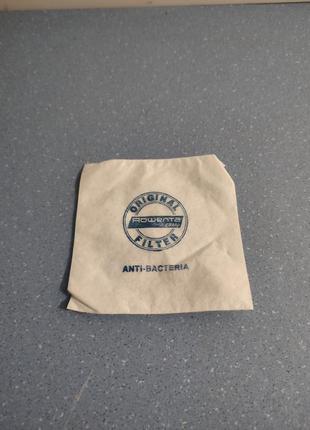 ORIGINAL
Rowenta
FILTER
ANTI-BACTERIA